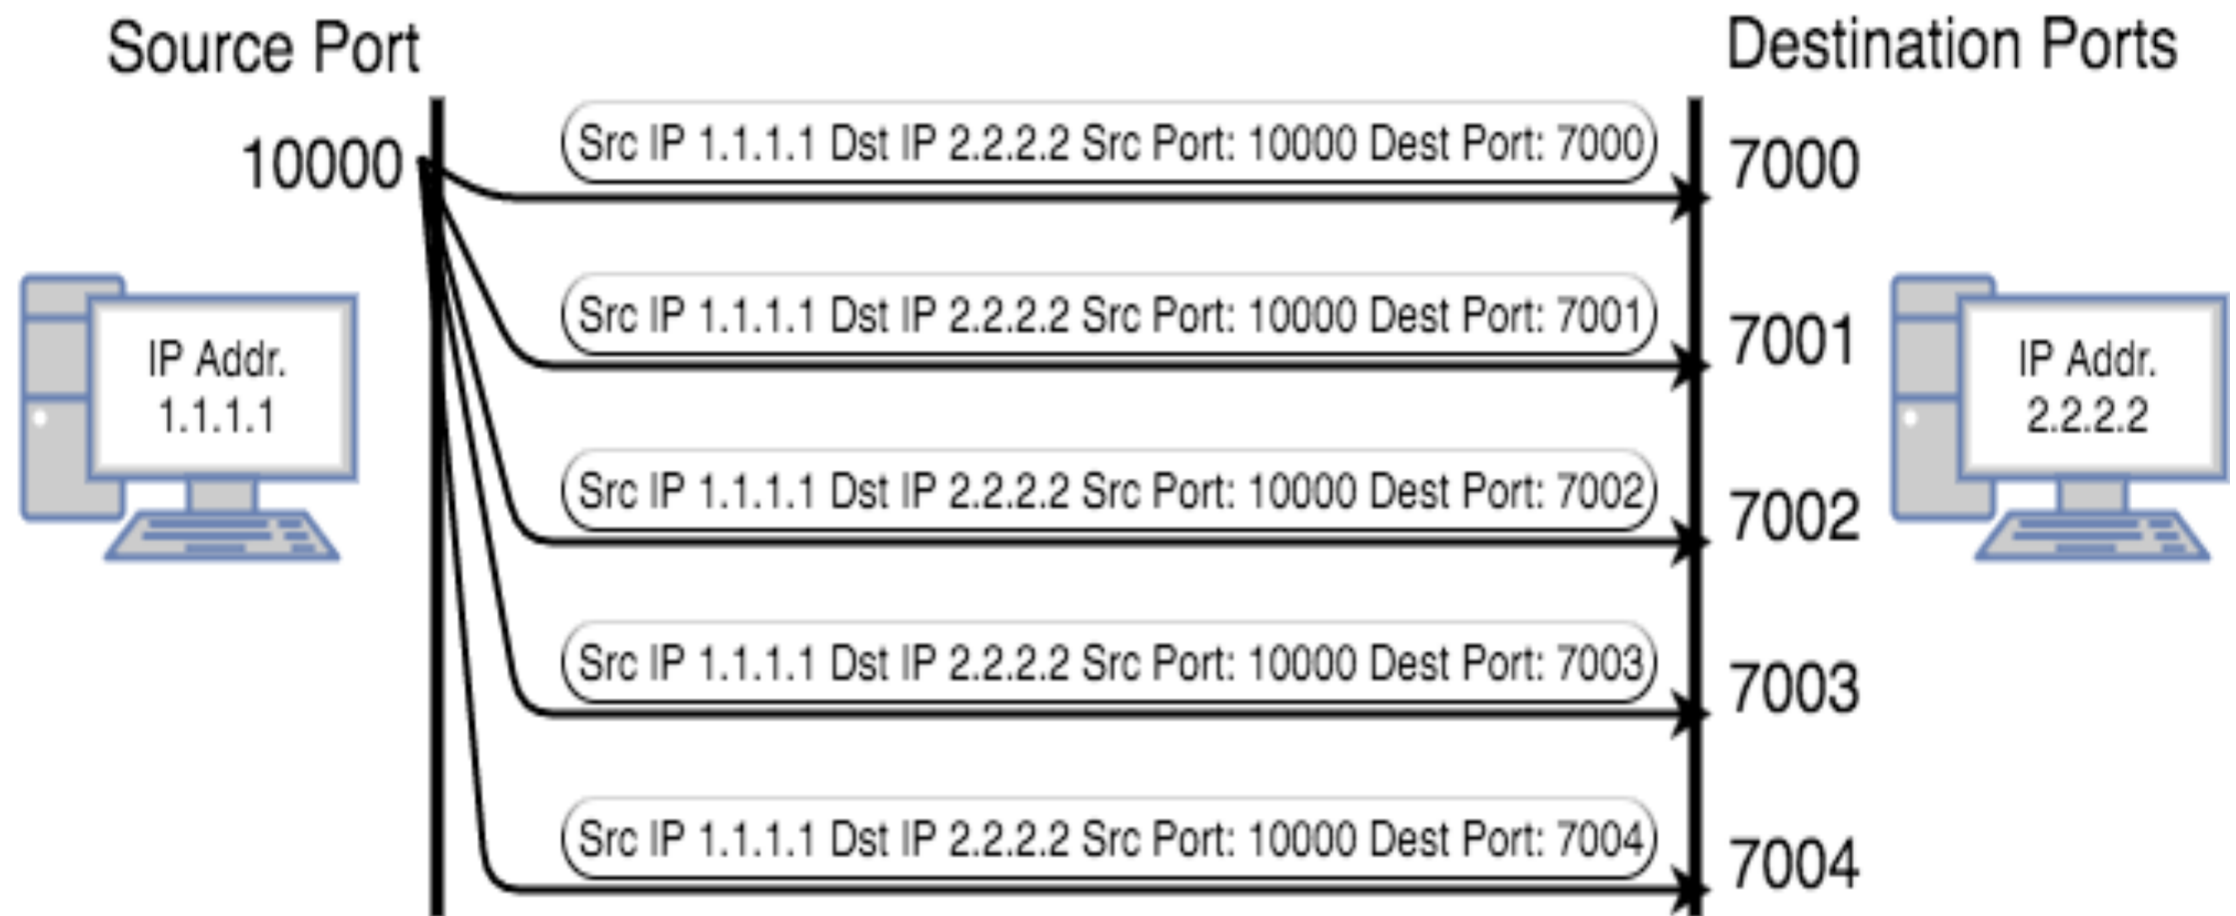 Source Port
Destination Ports
10000
Src IP 1.1.1.1 Dst IP 2.2.2.2 Src Port: 10000 Dest Port: 7000
7000
Src IP 1.1.1.1 Dst IP 2.2.2.2 Src Port: 10000 Dest Port: 7001
7001
IP Addr.
1.1.1.1
IP Addr.
2.2.2.2
Src IP 1.1.1.1 Dst IP 2.2.2.2 Src Port: 10000 Dest Port: 7002
7002
Src IP 1.1.1.1 Dst IP 2.2.2.2 Src Port: 10000 Dest Port: 7003
7003
Src IP 1.1.1.1 Dst IP 2.2.2.2 Src Port: 10000 Dest Port: 7004
7004